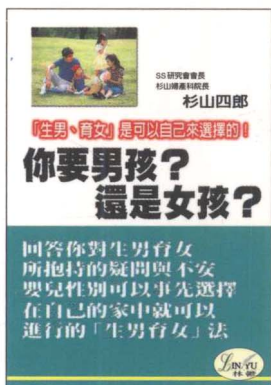 SS研究會會長
杉山婦產科院長
杉山四郎
「生男、育女」是可以自己來選擇的！
你要男孩？
還是女孩？
回答你對生男育女
所抱持的疑問與不安
嬰兒性別可以事先選擇
在自己的家中就可以
進行的「生男育女」法
LIN YU
林鬱